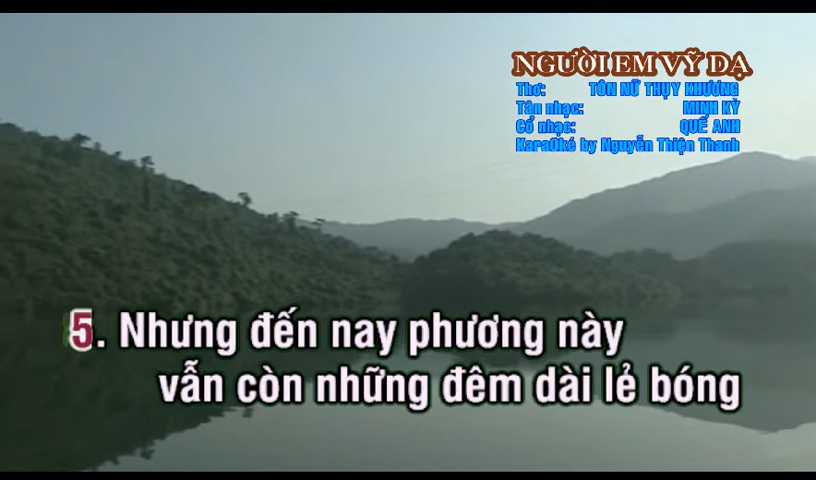 NGƯỜI EM VỸ DẠ
Thơ: TÔN NỮ THỤY KHƯƠNG
Tân nhạc: MINH KỲ
Cổ nhạc: QUẾ ANH
KaraOké by Nguyễn Thiện Thanh
5. Nhưng đến nay phương này
vẫn còn những đêm dài lẻ bóng